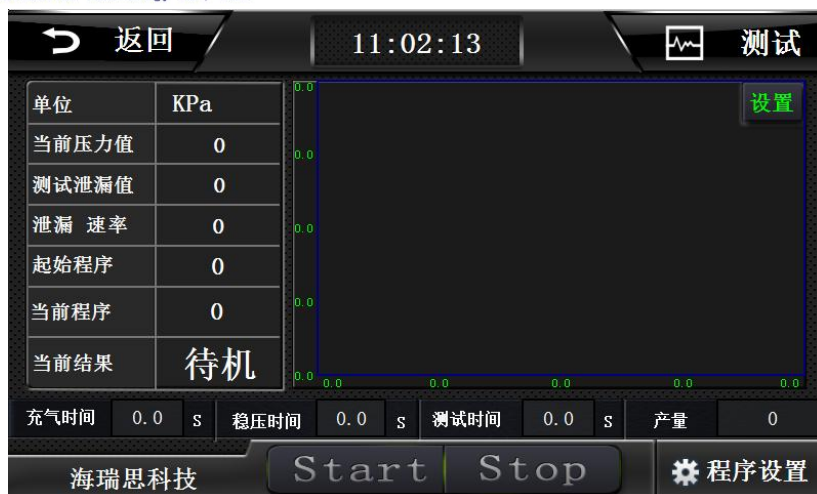 返回 11:02:13 测试
单位 KPa
当前压力值 0
测试泄漏值 0
泄漏 速率 0
起始程序 0
当前程序 0
当前结果 待机
0.0
0.0
0.0
0.0
0.0
设置
0.0 0.0 0.0 0.0 0.0
充气时间 0.0 s 稳压时间 0.0 s 测试时间 0.0 s 产量 0
海瑞思科技 Start Stop 程序设置